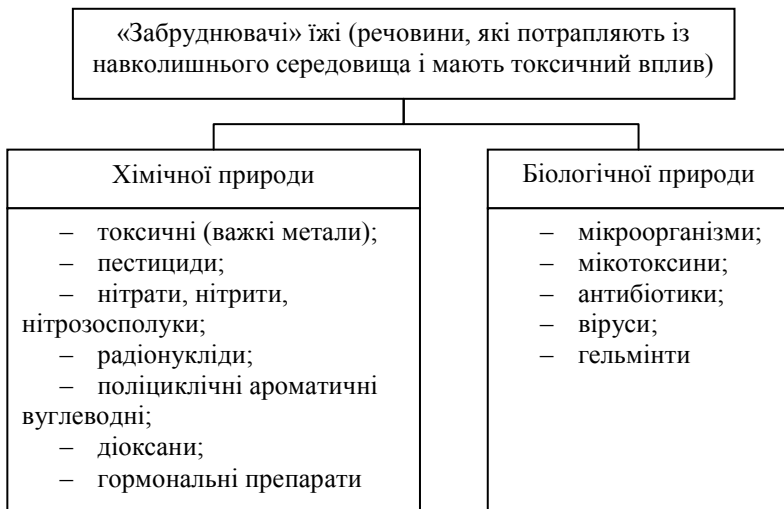 «Забруднювачі» їжі (речовини, які потрапляють із
навколишнього середовища і мають токсичний вплив)
Хімічної природи
– токсичні (важкі метали);
– пестициди;
– нітрати, нітрити,
нітрозосполуки;
– радіонукліди;
– поліциклічні ароматичні
вуглеводні;
– діоксани;
– гормональні препарати
Біологічної природи
– мікроорганізми;
– мікотоксини;
– антибіотики;
– віруси;
– гельмінти